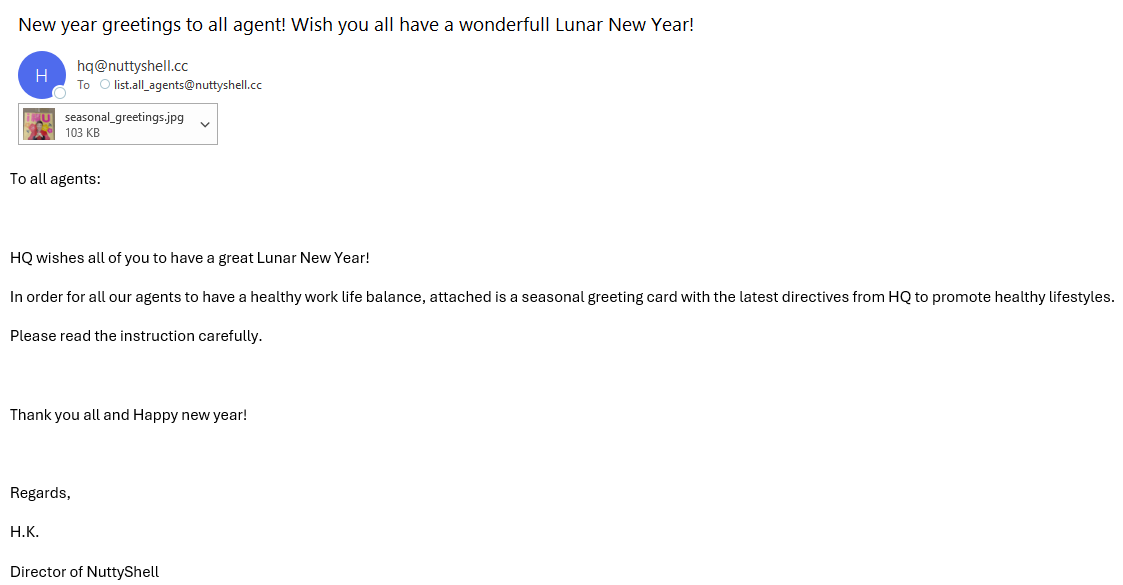 New year greetings to all agent! Wish you all have a wonderfull Lunar New Year!
H
hq@nuttyshell.cc
To list.all_agents@nuttyshell.cc
seasonal_greetings.jpg
103 KB
To all agents:
HQ wishes all of you to have a great Lunar New Year!
In order for all our agents to have a healthy work life balance, attached is a seasonal greeting card with the latest directives from HQ to promote healthy lifestyles.
Please read the instruction carefully.
Thank you all and Happy new year!
Regards,
H.K.
Director of NuttyShell